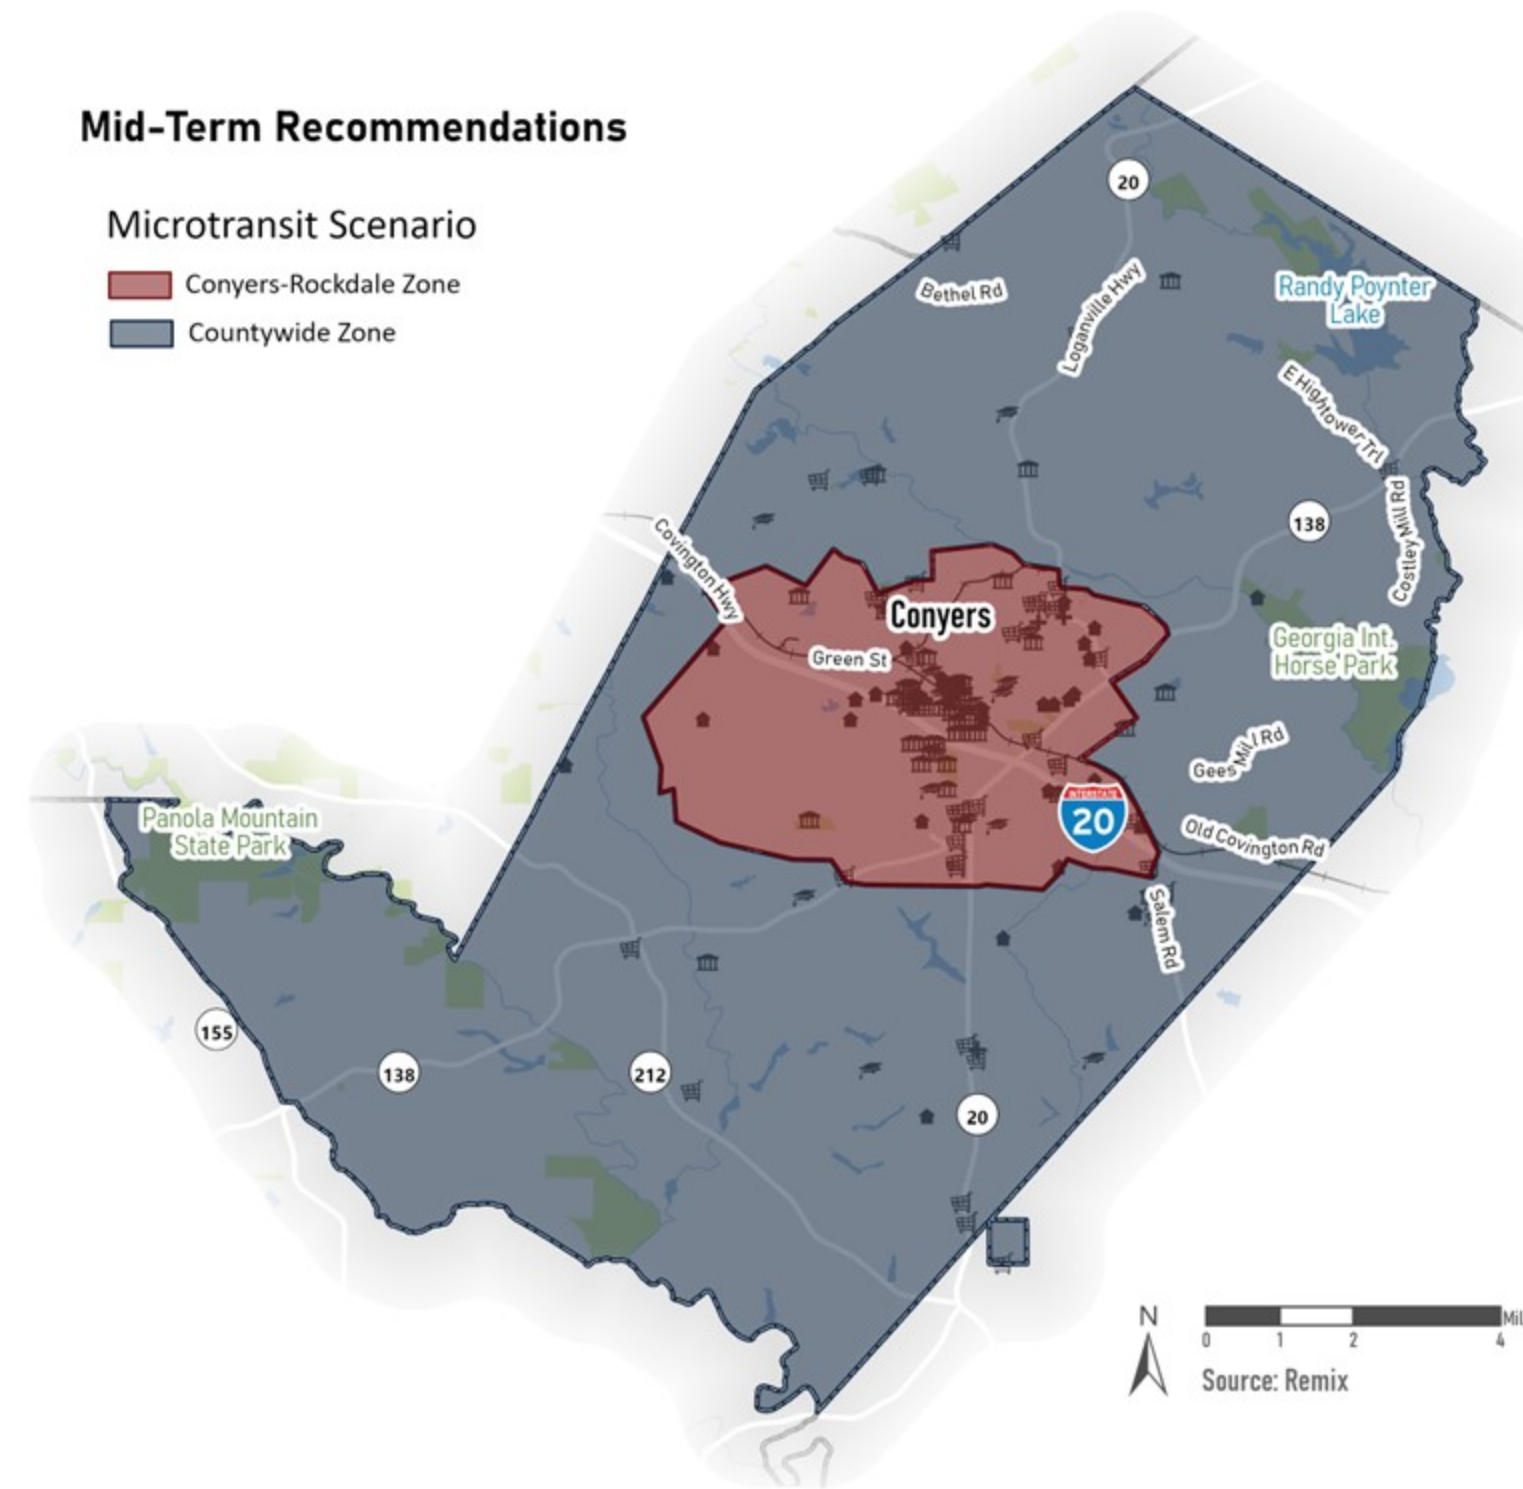 Mid-Term Recommendations
Microtransit Scenario
Conyers-Rockdale Zone
Countywide Zone
20
Bethel Rd
Loganville Hwy
Randy Poynter
Lake
E Hightower Trl
138
Costley Mill Rd
Covington Hwy
Conyers
Green St
Georgia Int.
Horse Park
Gees Mill Rd
INTERSTATE
20
Old Covington Rd
Panola Mountain
State Park
Salem Rd
155
138
212
20
N
Mil
0 1 2 4
Source: Remix